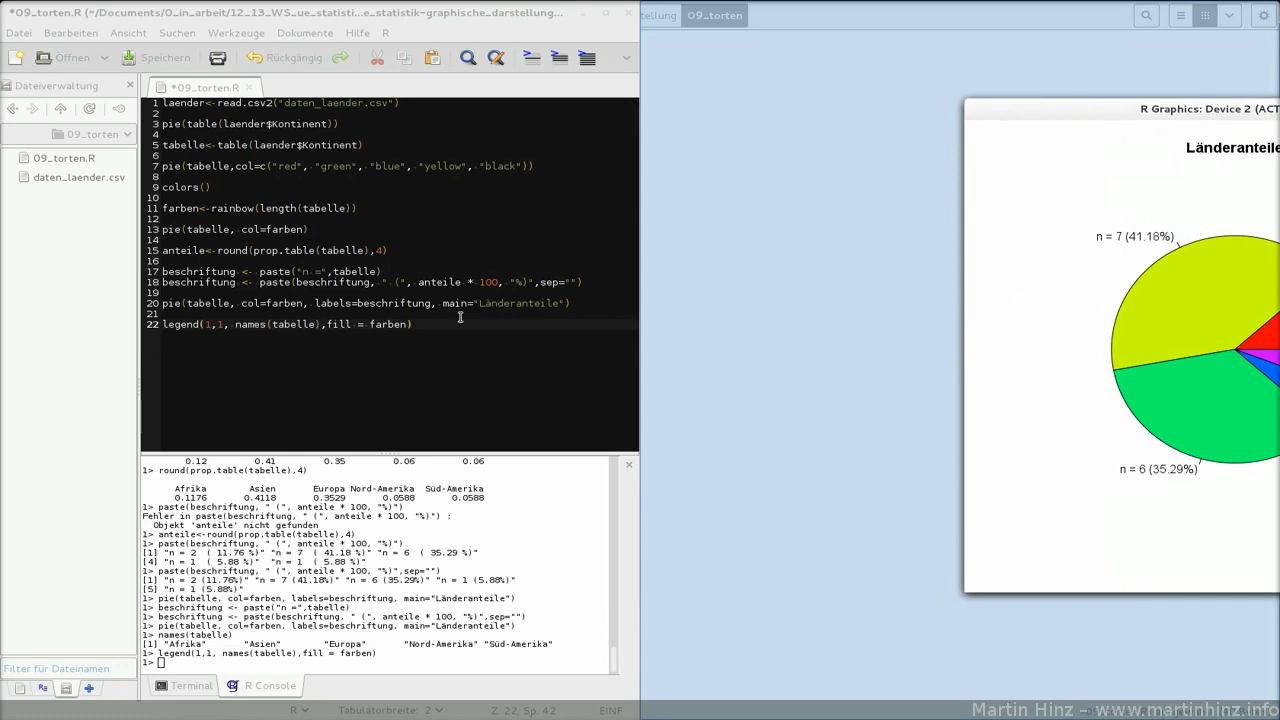 *09_torten.R (~/Documents/0_in_arbeit/12_13_WS_ue_statisti...e_statistik-graphische_darstellung...
Datei Bearbeiten Ansicht Suchen Werkzeuge Dokumente Hilfe R
Öffnen Speichern Rückgängig
Dateiverwaltung
09_torten
09_torten.R
daten_laender.csv
Filter für Dateinamen
*09_torten.R
1 laender<-read.csv2("daten_laender.csv")
2
3 pie(table(laender$Kontinent))
4
5 tabelle<-table(laender$Kontinent)
6
7 pie(tabelle,col=c("red", "green", "blue", "yellow", "black"))
8
9 colors()
10
11 farben<-rainbow(length(tabelle))
12
13 pie(tabelle, col=farben)
14
15 anteile<-round(prop.table(tabelle),4)
16
17 beschriftung <- paste("n =",tabelle)
18 beschriftung <- paste(beschriftung, " (", anteile * 100, "%)",sep="")
19
20 pie(tabelle, col=farben, labels=beschriftung, main="Länderanteile")
21
22 legend(1,1, names(tabelle),fill = farben)
0.12 0.41 0.35 0.06 0.06
1> round(prop.table(tabelle),4)
Afrika Asien Europa Nord-Amerika Süd-Amerika
0.1176 0.4118 0.3529 0.0588 0.0588
1> paste(beschriftung, " (", anteile * 100, "%)")
Fehler in paste(beschriftung, " (", anteile * 100, "%)") :
Objekt 'anteile' nicht gefunden
1> anteile<-round(prop.table(tabelle),4)
1> paste(beschriftung, " (", anteile * 100, "%)")
[1] "n = 2  ( 11.76 %)" "n = 7  ( 41.18 %)" "n = 6  ( 35.29 %)"
[4] "n = 1  ( 5.88 %)"  "n = 1  ( 5.88 %)"
1> paste(beschriftung, " (", anteile * 100, "%)",sep="")
[1] "n = 2 (11.76%)" "n = 7 (41.18%)" "n = 6 (35.29%)" "n = 1 (5.88%)"
[5] "n = 1 (5.88%)"
1> pie(tabelle, col=farben, labels=beschriftung, main="Länderanteile")
1> beschriftung <- paste("n =",tabelle)
1> beschriftung <- paste(beschriftung, " (", anteile * 100, "%)",sep="")
1> pie(tabelle, col=farben, labels=beschriftung, main="Länderanteile")
1> names(tabelle)
[1] "Afrika" "Asien" "Europa" "Nord-Amerika" "Süd-Amerika"
1> legend(1,1, names(tabelle),fill = farben)
1>
Terminal R Console
R Tabulatorbreite: 2 Z. 22, Sp. 42 EINF
stellung 09_torten
R Graphics: Device 2 (ACT
Länderanteile
n = 7 (41.18%)
n = 6 (35.29%)
Martin Hinz - www.martinhinz.info